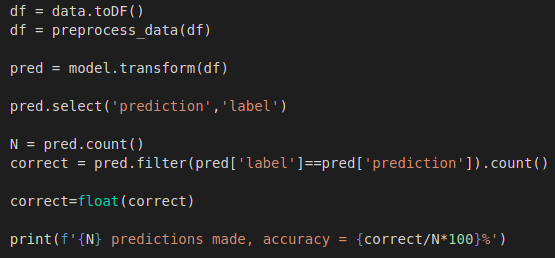 df = data.toDF()
df = preprocess_data(df)
pred = model.transform(df)
pred.select('prediction','label')
N = pred.count()
correct = pred.filter(pred['label']==pred['prediction']).count()
correct=float(correct)
print(f'{N} predictions made, accuracy = {correct/N*100}%')